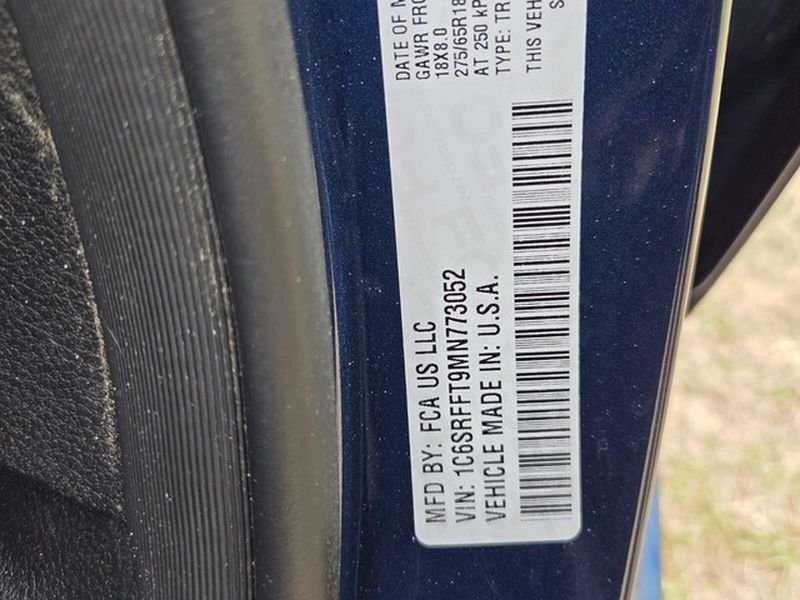 MFD BY: FCA US LLC
DATE OF M
VIN: 1C6SRFFT9MN773052
GAWR FRO
VEHICLE MADE IN: U.S.A.
18X8.0
275/65R18
AT 250 kP
TYPE: TR
THIS VEH
S